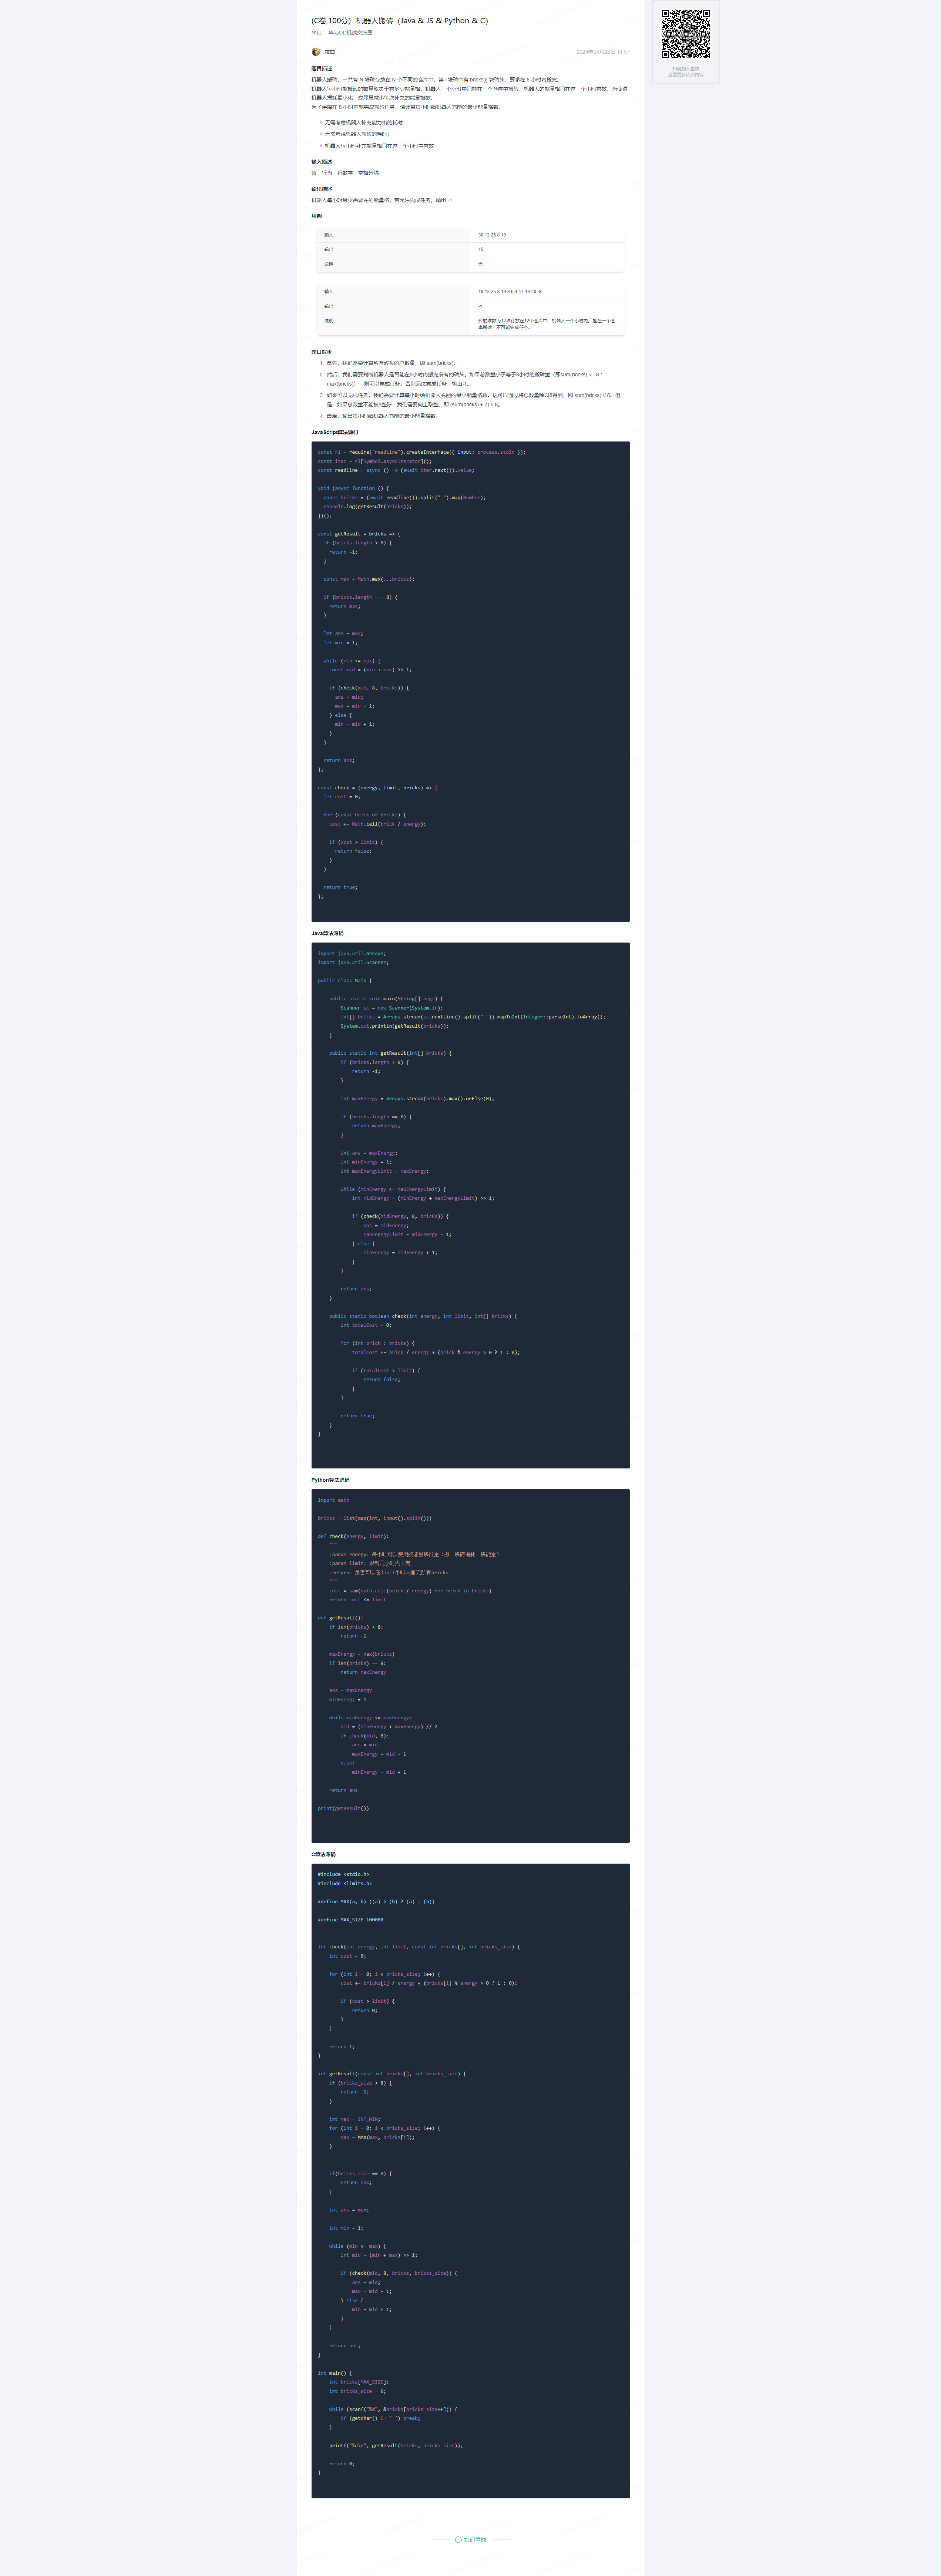 (C卷,100分)- 机器人搬砖（Java & JS & Python & C）
来自： 华为OD机试交流圈
2024年04月28日 14:57
扫码加入星球
查看更多优质内容
题目描述
机器人搬砖，一共有 N 堆砖存放在 N 个不同的仓库中，第 i 堆砖中有 bricks[i] 块砖头，要求在 8 小时内搬完。
机器人每小时能搬砖的数量取决于有多少能量格，机器人一个小时中只能在一个仓库中搬砖，机器人的能量格只在这一个小时有效，为使得
机器人损耗最小化，应尽量减小每次补充的能量格数。
为了保障在 8 小时内能完成搬砖任务，请计算每小时给机器人充能的最小能量格数。
无需考虑机器人补充能力格的耗时；
无需考虑机器人搬砖的耗时；
机器人每小时补充能量格只在这一个小时中有效；
输入描述
第一行为一行数字，空格分隔
输出描述
机器人每小时最少需要充的能量格，若无法完成任务，输出 -1
用例
输入 30 12 25 8 19
输出 15
说明 无
输入 10 12 25 8 19 8 6 4 17 19 20 30
输出 -1
说明 砖的堆数为12堆存放在12个仓库中，机器人一个小时内只能在一个仓
库搬砖，不可能完成任务。
题目解析
1. 首先，我们需要计算所有砖头的总数量，即 sum(bricks)。
2. 然后，我们需要判断机器人是否能在8小时内搬完所有的砖头。如果总数量小于等于8小时的搬砖量（即sum(bricks) <= 8 *
max(bricks)），则可以完成任务；否则无法完成任务，输出-1。
3. 如果可以完成任务，我们需要计算每小时给机器人充能的最小能量格数。这可以通过将总数量除以8得到，即 sum(bricks) // 8。但
是，如果总数量不能被8整除，我们需要向上取整，即 (sum(bricks) + 7) // 8。
4. 最后，输出每小时给机器人充能的最小能量格数。
JavaScript算法源码
const rl = require("readline").createInterface({ input: process.stdin });
const iter = rl[Symbol.asyncIterator]();
const readline = async () => (await iter.next()).value;
void (async function () {
const bricks = (await readline()).split(" ").map(Number);
console.log(getResult(bricks));
})();
const getResult = bricks => {
if (bricks.length > 8) {
return -1;
}
const max = Math.max(...bricks);
if (bricks.length === 8) {
return max;
}
let ans = max;
let min = 1;
while (min <= max) {
const mid = (min + max) >> 1;
if (check(mid, 8, bricks)) {
ans = mid;
max = mid - 1;
} else {
min = mid + 1;
}
}
return ans;
};
const check = (energy, limit, bricks) => {
let cost = 0;
for (const brick of bricks) {
cost += Math.ceil(brick / energy);
if (cost > limit) {
return false;
}
}
return true;
};
Java算法源码
import java.util.Arrays;
import java.util.Scanner;
public class Main {
public static void main(String[] args) {
Scanner sc = new Scanner(System.in);
int[] bricks = Arrays.stream(sc.nextLine().split(" ")).mapToInt(Integer::parseInt).toArray();
System.out.println(getResult(bricks));
}
public static int getResult(int[] bricks) {
if (bricks.length > 8) {
return -1;
}
int maxEnergy = Arrays.stream(bricks).max().orElse(0);
if (bricks.length == 8) {
return maxEnergy;
}
int ans = maxEnergy;
int minEnergy = 1;
int maxEnergyLimit = maxEnergy;
while (minEnergy <= maxEnergyLimit) {
int midEnergy = (minEnergy + maxEnergyLimit) >> 1;
if (check(midEnergy, 8, bricks)) {
ans = midEnergy;
maxEnergyLimit = midEnergy - 1;
} else {
minEnergy = midEnergy + 1;
}
}
return ans;
}
public static boolean check(int energy, int limit, int[] bricks) {
int totalCost = 0;
for (int brick : bricks) {
totalCost += brick / energy + (brick % energy > 0 ? 1 : 0);
if (totalCost > limit) {
return false;
}
}
return true;
}
}
Python算法源码
import math
bricks = list(map(int, input().split()))
def check(energy, limit):
"""
:param energy: 每小时可以使用的能量块数量（搬一块砖消耗一块能量）
:param limit: 限制几小时内干完
:return: 是否可以在limit小时内搬完所有bricks
"""
cost = sum(math.ceil(brick / energy) for brick in bricks)
return cost <= limit
def getResult():
if len(bricks) > 8:
return -1
maxEnergy = max(bricks)
if len(bricks) == 8:
return maxEnergy
ans = maxEnergy
minEnergy = 1
while minEnergy <= maxEnergy:
mid = (minEnergy + maxEnergy) // 2
if check(mid, 8):
ans = mid
maxEnergy = mid - 1
else:
minEnergy = mid + 1
return ans
print(getResult())
C算法源码
#include <stdio.h>
#include <limits.h>
#define MAX(a, b) ((a) > (b) ? (a) : (b))
#define MAX_SIZE 100000
int check(int energy, int limit, const int bricks[], int bricks_size) {
int cost = 0;
for (int i = 0; i < bricks_size; i++) {
cost += bricks[i] / energy + (bricks[i] % energy > 0 ? 1 : 0);
if (cost > limit) {
return 0;
}
}
return 1;
}
int getResult(const int bricks[], int bricks_size) {
if (bricks_size > 8) {
return -1;
}
int max = INT_MIN;
for (int i = 0; i < bricks_size; i++) {
max = MAX(max, bricks[i]);
}
if(bricks_size == 8) {
return max;
}
int ans = max;
int min = 1;
while (min <= max) {
int mid = (min + max) >> 1;
if (check(mid, 8, bricks, bricks_size)) {
ans = mid;
max = mid - 1;
} else {
min = mid + 1;
}
}
return ans;
}
int main() {
int bricks[MAX_SIZE];
int bricks_size = 0;
while (scanf("%d", &bricks[bricks_size++])) {
if (getchar() != ' ') break;
}
printf("%d\n", getResult(bricks, bricks_size));
return 0;
}
知识星球